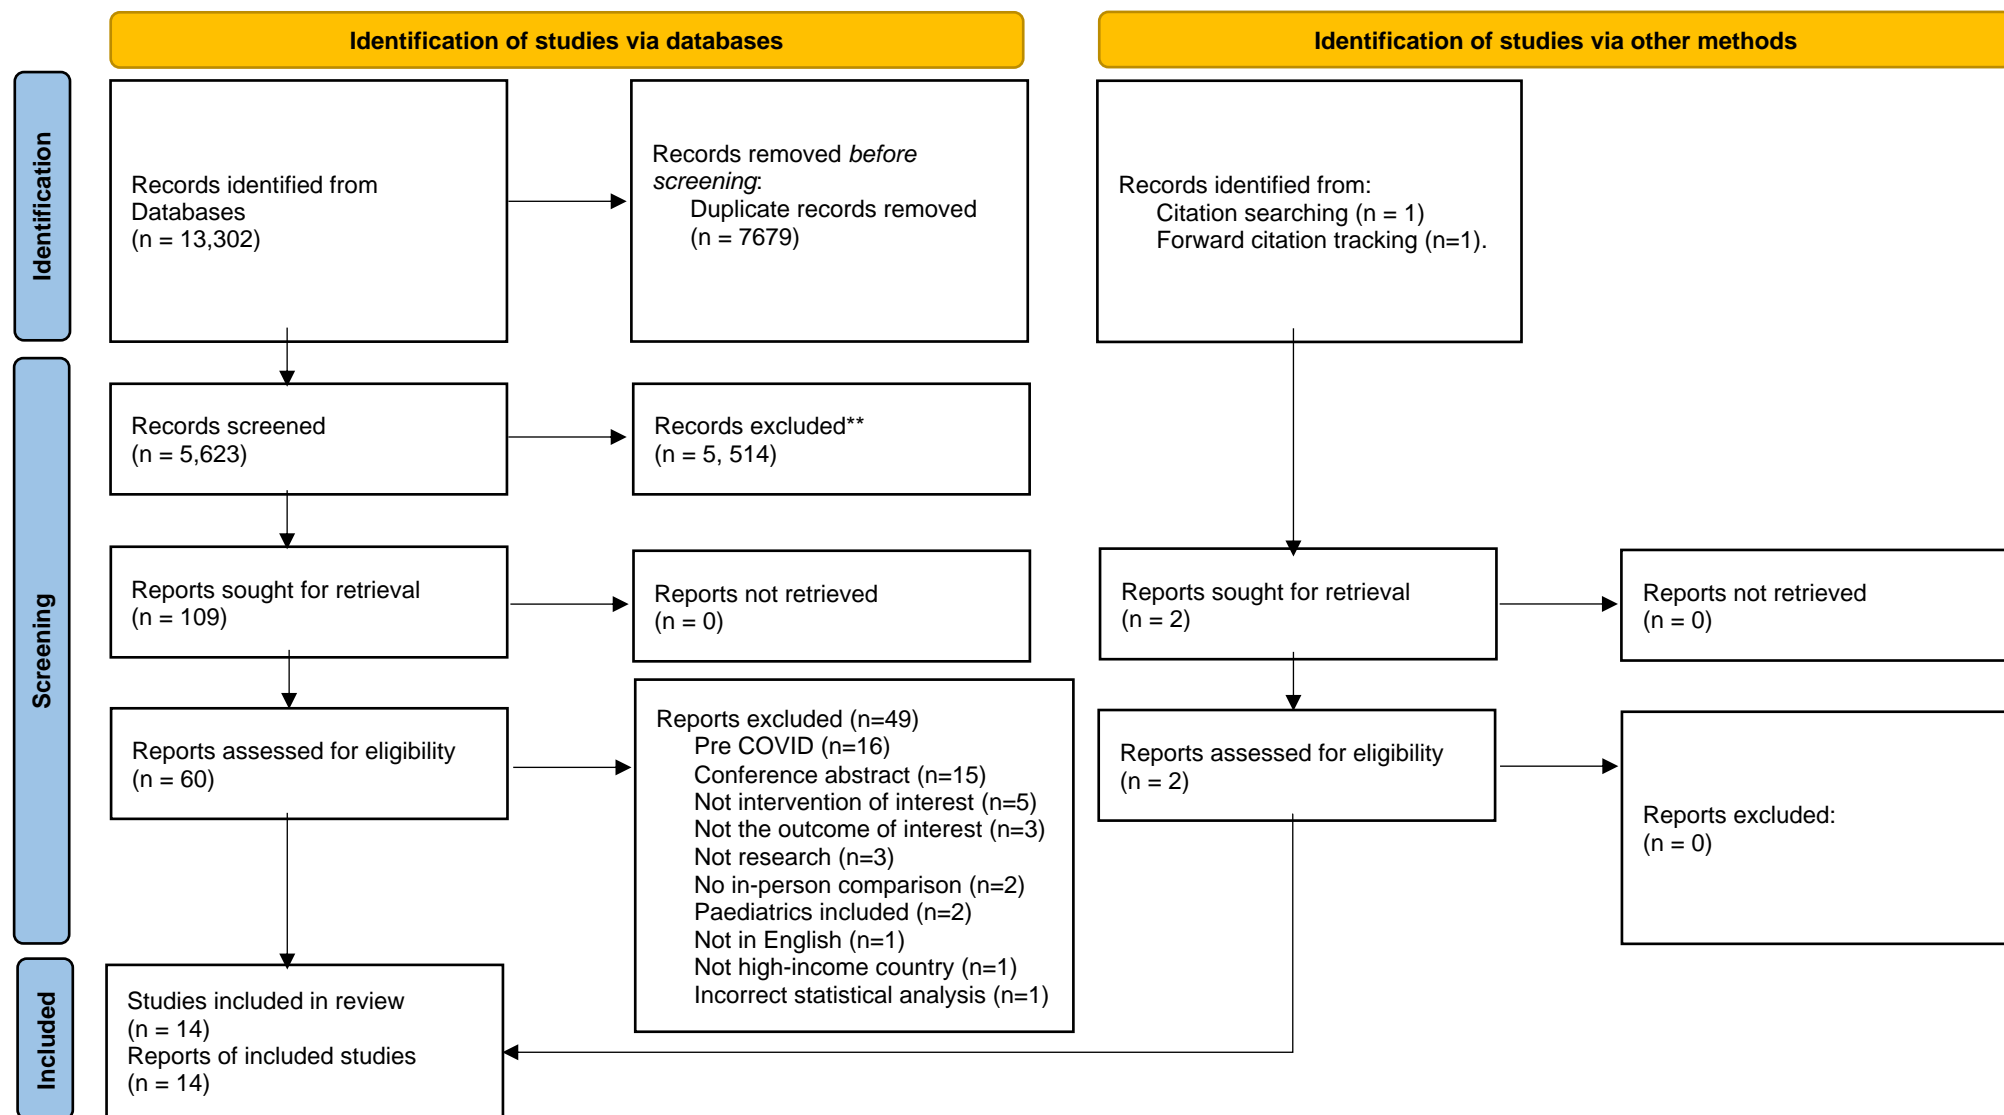 Identification of studies via databases
Identification of studies via other methods
Identification
Records identified from
Databases
(n = 13,302)
Records removed before
screening:
Duplicate records removed
(n = 7679)
Records identified from:
Citation searching (n = 1)
Forward citation tracking (n=1).
Screening
Records screened
(n = 5,623)
Records excluded**
(n = 5, 514)
Reports sought for retrieval
(n = 109)
Reports not retrieved
(n = 0)
Reports sought for retrieval
(n = 2)
Reports not retrieved
(n = 0)
Reports assessed for eligibility
(n = 60)
Reports excluded (n=49)
Pre COVID (n=16)
Conference abstract (n=15)
Not intervention of interest (n=5)
Not the outcome of interest (n=3)
Not research (n=3)
No in-person comparison (n=2)
Paediatrics included (n=2)
Not in English (n=1)
Not high-income country (n=1)
Incorrect statistical analysis (n=1)
Reports assessed for eligibility
(n = 2)
Reports excluded:
(n = 0)
Included
Studies included in review
(n = 14)
Reports of included studies
(n = 14)